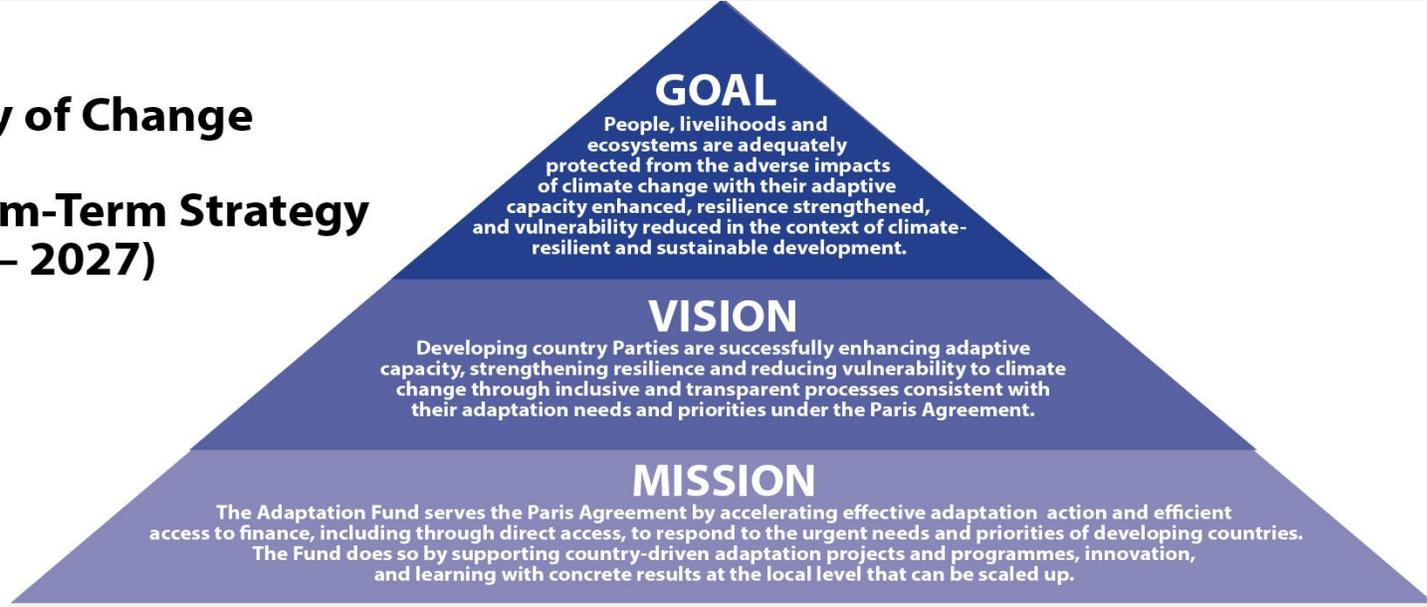 y of Change
m-Term Strategy
– 2027)
GOAL
People, livelihoods and
ecosystems are adequately
protected from the adverse impacts
of climate change with their adaptive
capacity enhanced, resilience strengthened,
and vulnerability reduced in the context of climate-
resilient and sustainable development.
VISION
Developing country Parties are successfully enhancing adaptive
capacity, strengthening resilience and reducing vulnerability to climate
change through inclusive and transparent processes consistent with
their adaptation needs and priorities under the Paris Agreement.
MISSION
The Adaptation Fund serves the Paris Agreement by accelerating effective adaptation action and efficient
access to finance, including through direct access, to respond to the urgent needs and priorities of developing countries.
The Fund does so by supporting country-driven adaptation projects and programmes, innovation,
and learning with concrete results at the local level that can be scaled up.